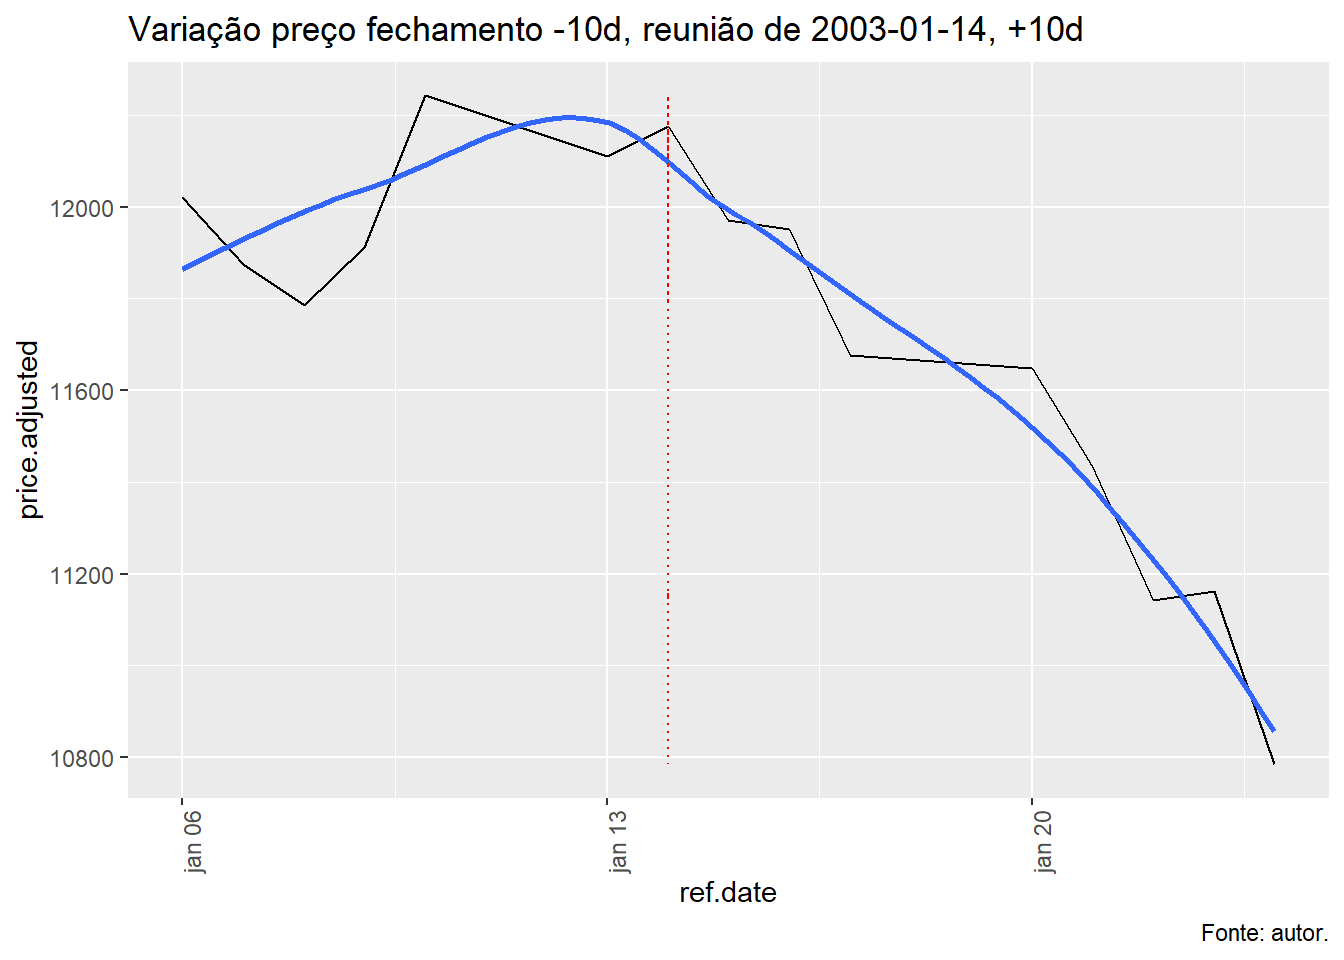 Variação preço fechamento -10d, reunião de 2003-01-14, +10d
price.adjusted
12000
11600
11200
10800
jan 06
jan 13
jan 20
ref.date
Fonte: autor.